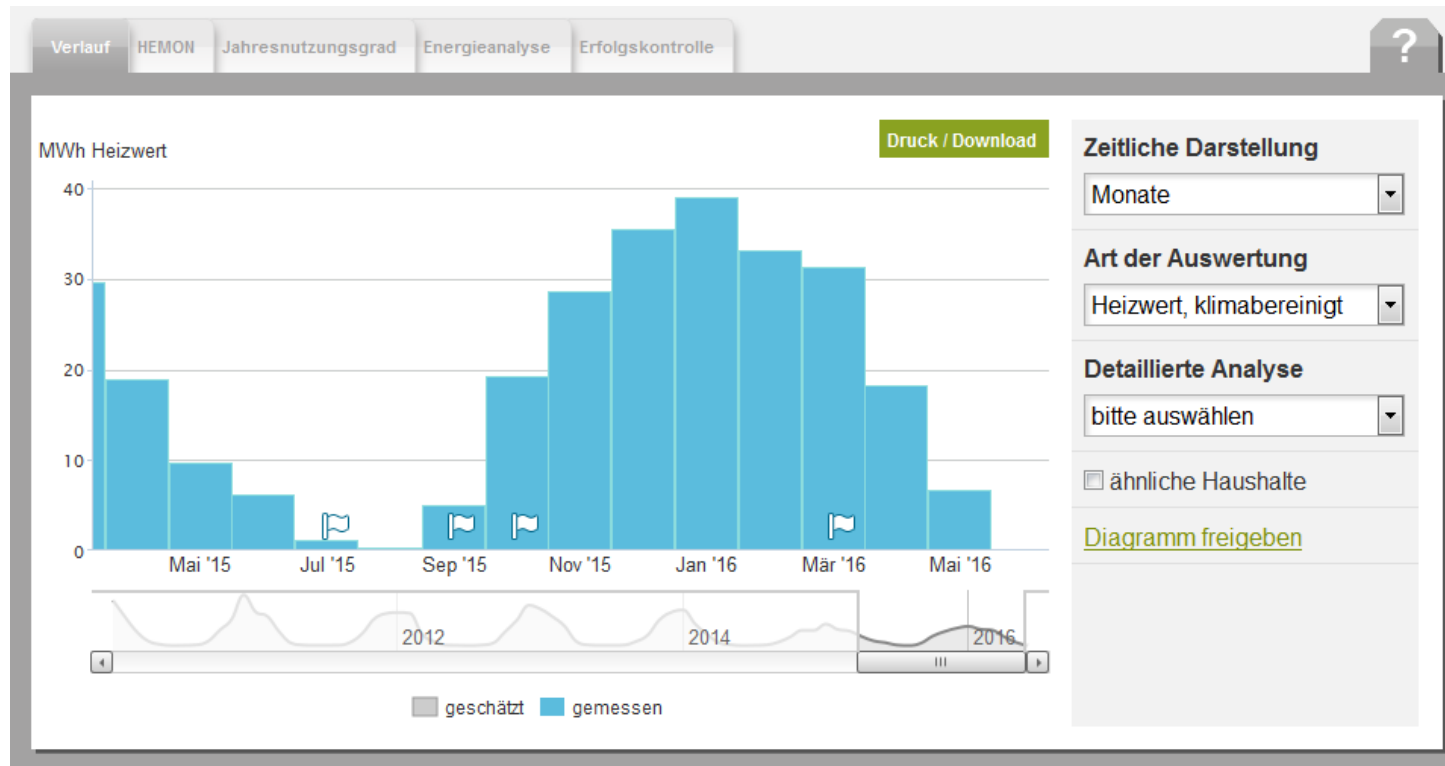 Verlauf HEMON Jahresnutzungsgrad Energieanalyse Erfolgskontrolle ?
MWh Heizwert
Druck / Download
40
30
20
10
0
Mai '15 Jul '15 Sep '15 Nov '15 Jan '16 Mär '16 Mai '16
2012 2014 2016
geschätzt gemessen
Zeitliche Darstellung
Monate
Art der Auswertung
Heizwert, klimabereinigt
Detaillierte Analyse
bitte auswählen
ähnliche Haushalte
Diagramm freigeben